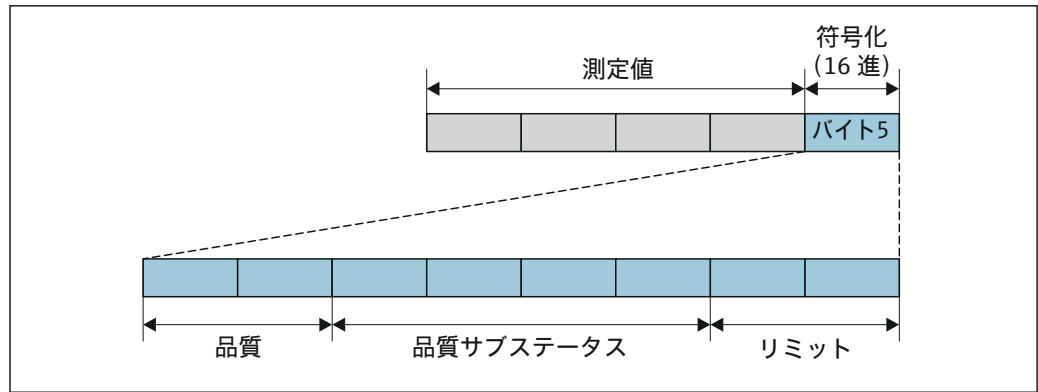 符号化
(16 進)
測定値
バイト5
品質
品質サブステータス
リミット